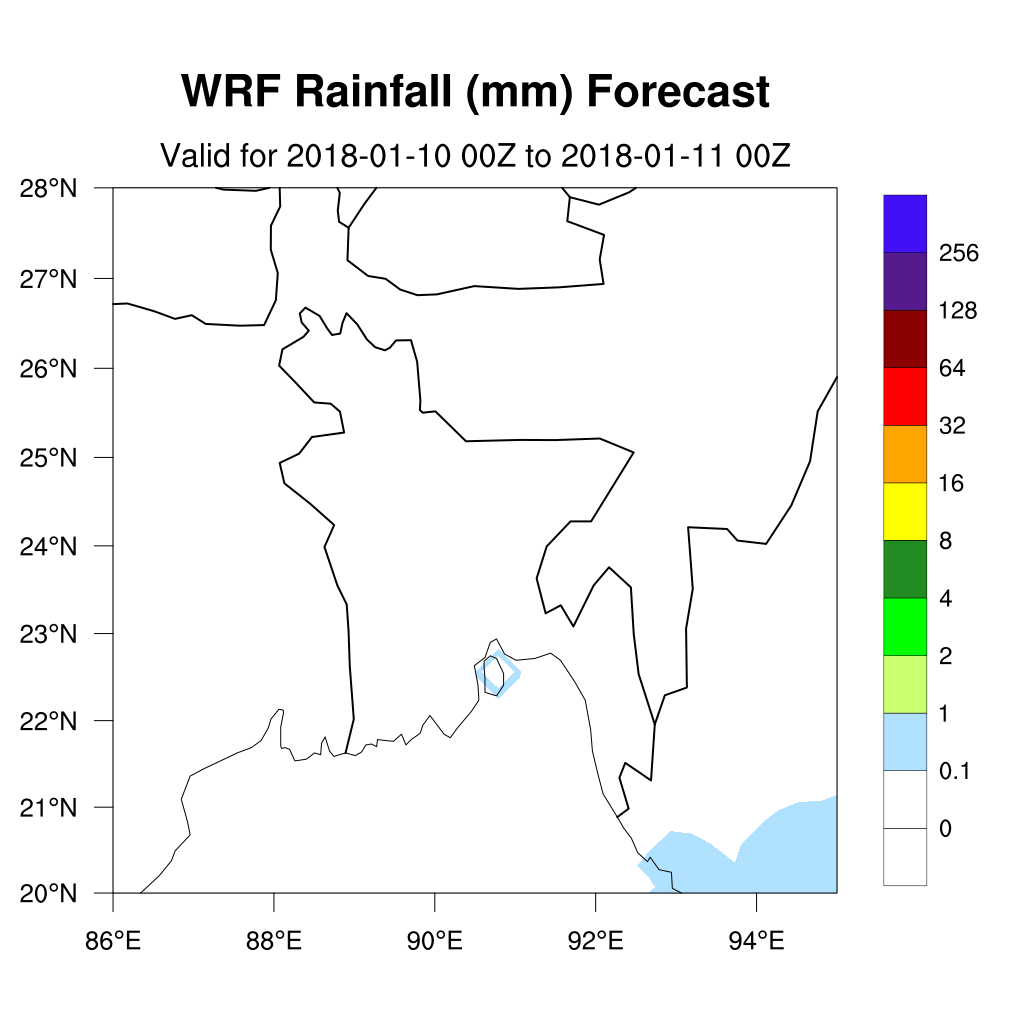 WRF Rainfall (mm) Forecast
Valid for 2018-01-10 00Z to 2018-01-11 00Z
28°N
27°N
26°N
25°N
24°N
23°N
22°N
21°N
20°N
86°E 88°E 90°E 92°E 94°E
256
128
64
32
16
8
4
2
1
0.1
0